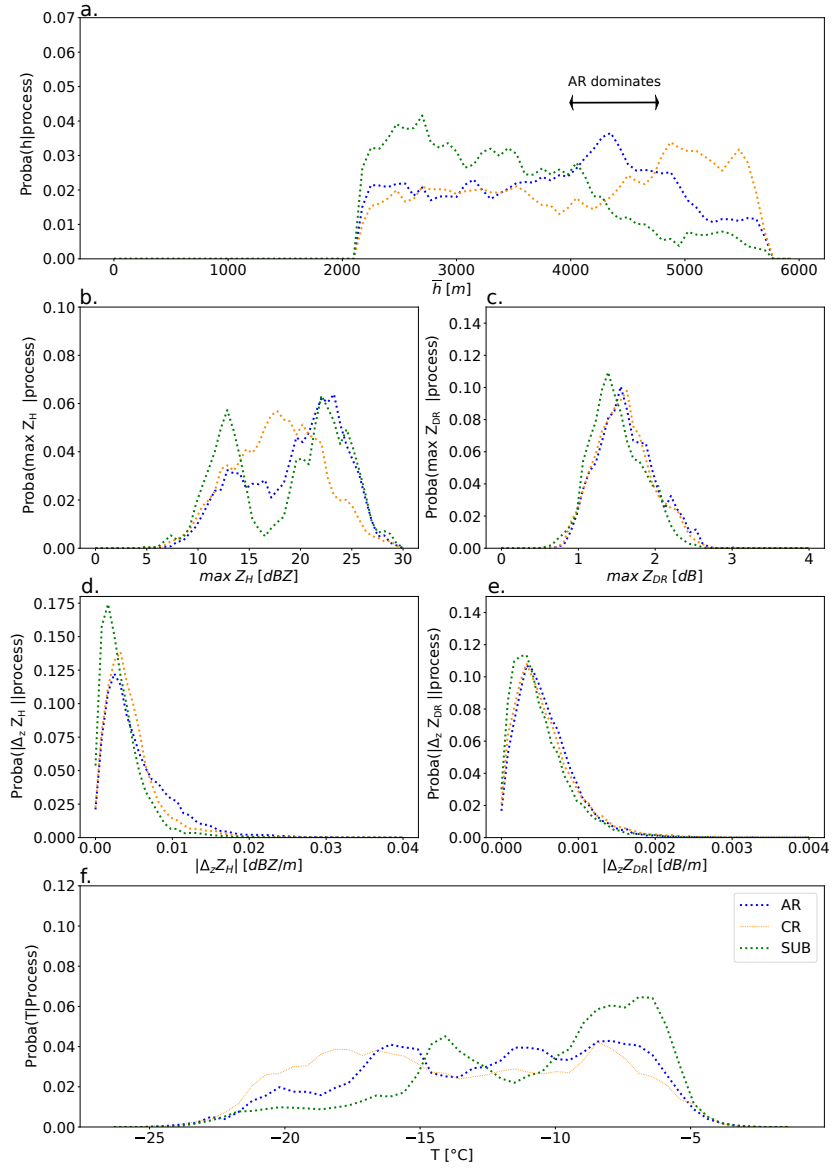 a.
0.07
0.06
0.05
0.04
0.03
0.02
0.01
0.00
Proba(h|process)
AR dominates
0 1000 2000 3000 4000 5000 6000
h̅ [m]
b.
0.10
0.08
0.06
0.04
0.02
0.00
Proba(max Z_H ||process)
0 5 10 15 20 25 30
max Z_H [dBZ]
c.
0.14
0.12
0.10
0.08
0.06
0.04
0.02
0.00
Proba(max Z_DR ||process)
0 1 2 3 4
max Z_DR [dB]
d.
0.175
0.150
0.125
0.100
0.075
0.050
0.025
0.000
Proba(|Δ_z Z_H ||process)
0.00 0.01 0.02 0.03 0.04
|Δ_z Z_H| [dBZ/m]
e.
0.14
0.12
0.10
0.08
0.06
0.04
0.02
0.00
Proba(|Δ_z Z_DR ||process)
0.000 0.001 0.002 0.003 0.004
|Δ_z Z_DR| [dB/m]
f.
0.12
0.10
0.08
0.06
0.04
0.02
0.00
Proba(T|Process)
AR
CR
SUB
−25 −20 −15 −10 −5
T [°C]